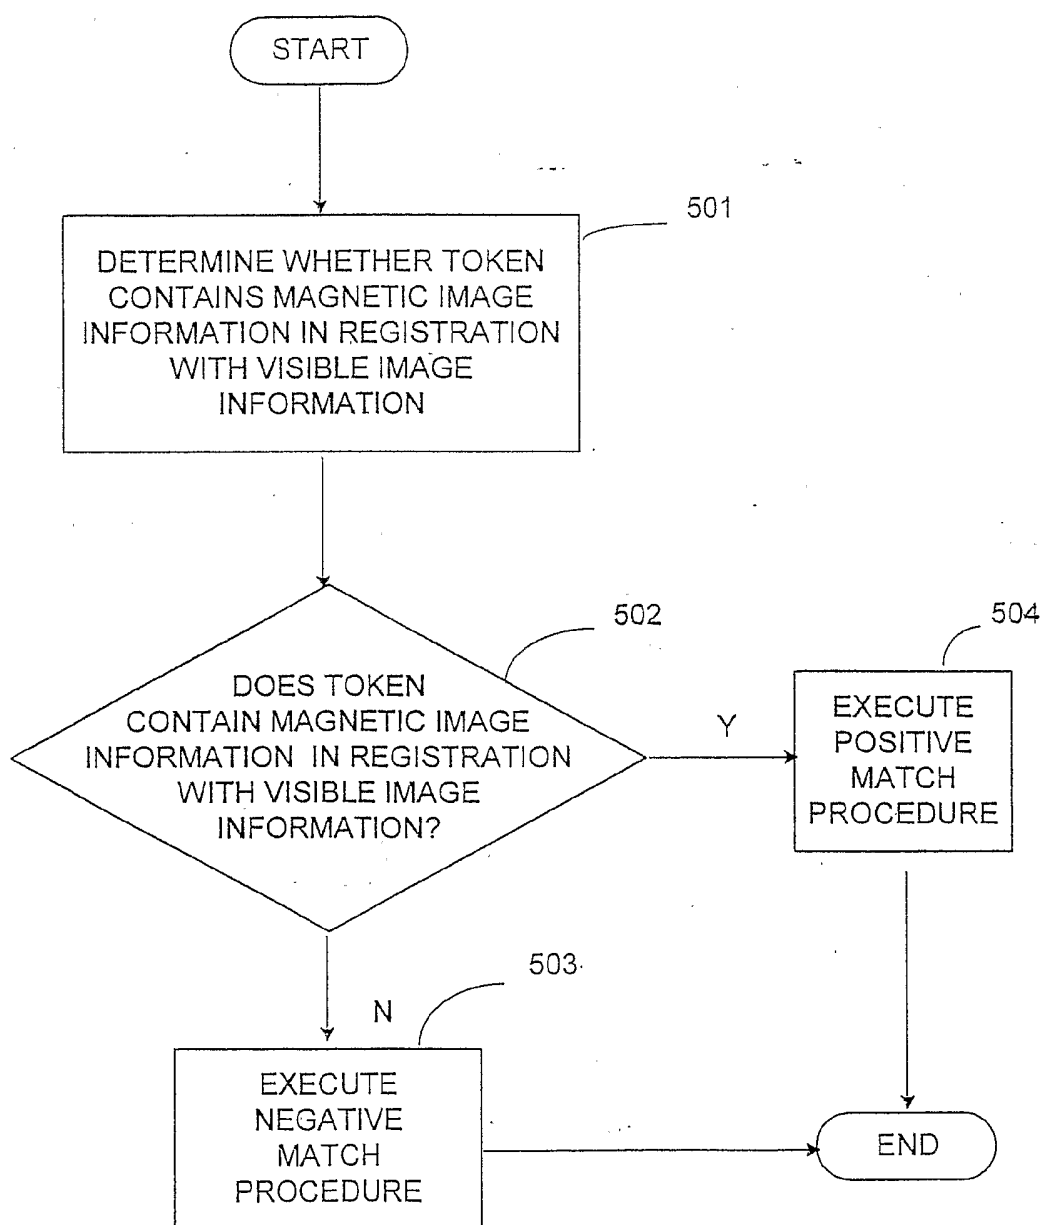 START
501
DETERMINE WHETHER TOKEN
CONTAINS MAGNETIC IMAGE
INFORMATION IN REGISTRATION
WITH VISIBLE IMAGE
INFORMATION
502
504
DOES TOKEN
CONTAIN MAGNETIC IMAGE
INFORMATION IN REGISTRATION
WITH VISIBLE IMAGE
INFORMATION?
Y
EXECUTE
POSITIVE
MATCH
PROCEDURE
503
N
EXECUTE
NEGATIVE
MATCH
PROCEDURE
END